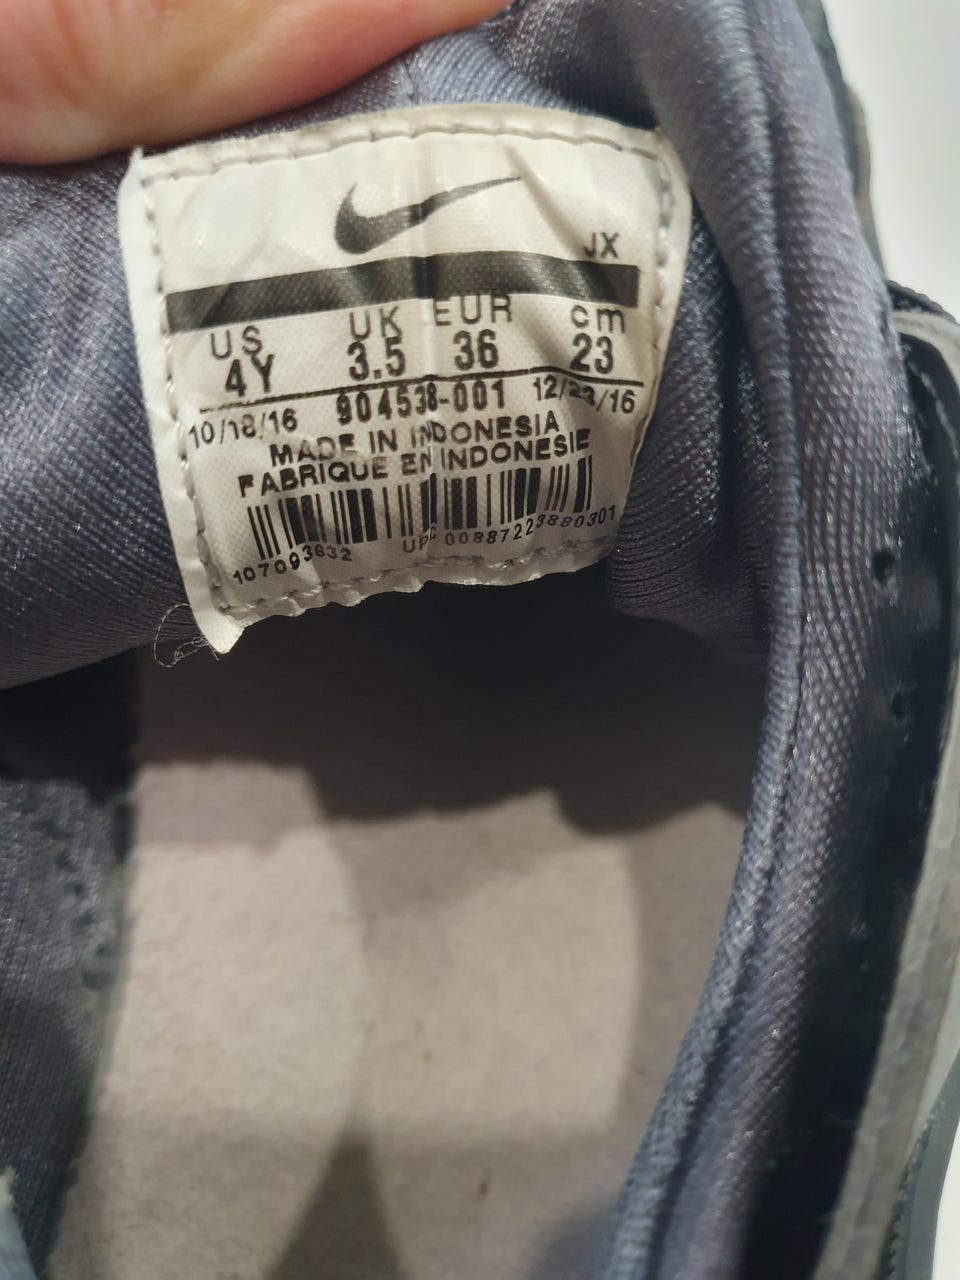 JX
US UK EUR cm
4Y 3.5 36 23
10/18/16 904538-001 12/23/16
MADE IN INDONESIA
FABRIQUE EN INDONESIE
107093632 UPC 00887223880301